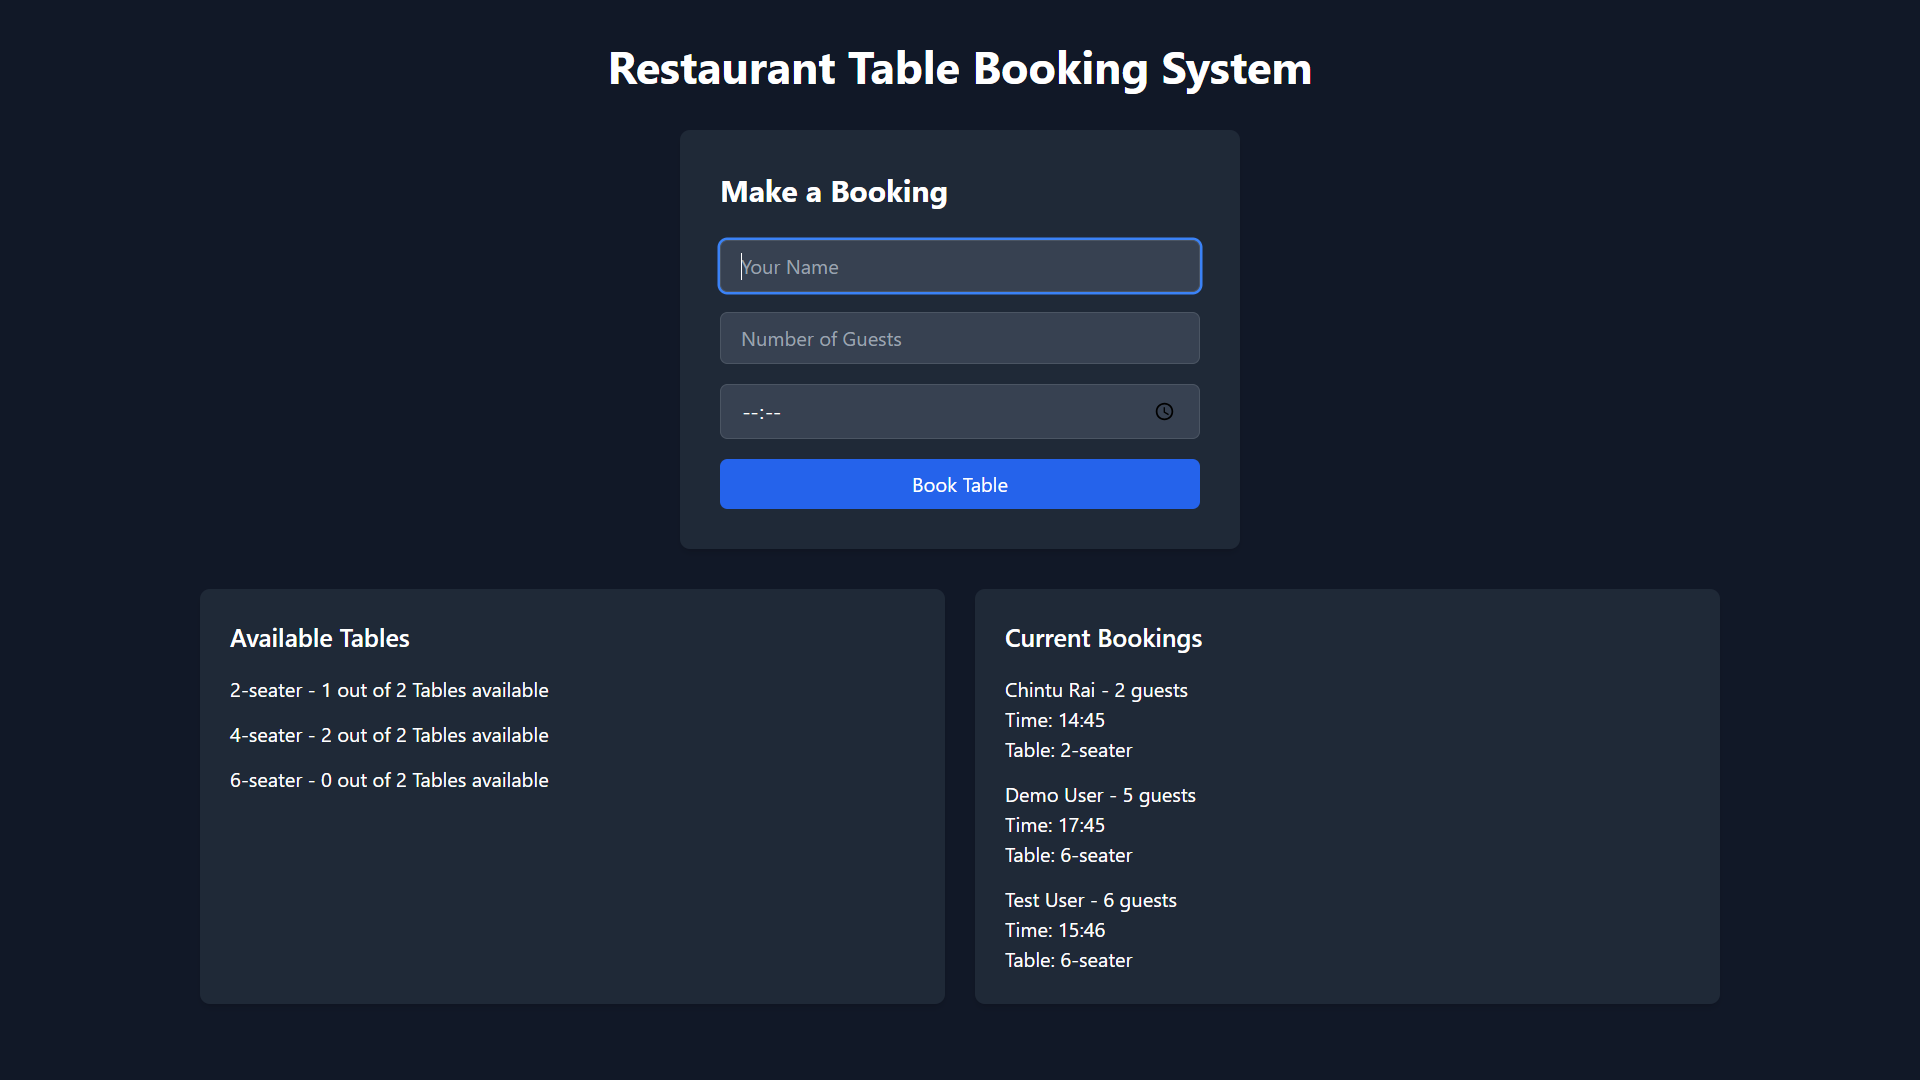 Restaurant Table Booking System
Make a Booking
Your Name
Number of Guests
--:--
Book Table
Available Tables
2-seater - 1 out of 2 Tables available
4-seater - 2 out of 2 Tables available
6-seater - 0 out of 2 Tables available
Current Bookings
Chintu Rai - 2 guests
Time: 14:45
Table: 2-seater
Demo User - 5 guests
Time: 17:45
Table: 6-seater
Test User - 6 guests
Time: 15:46
Table: 6-seater